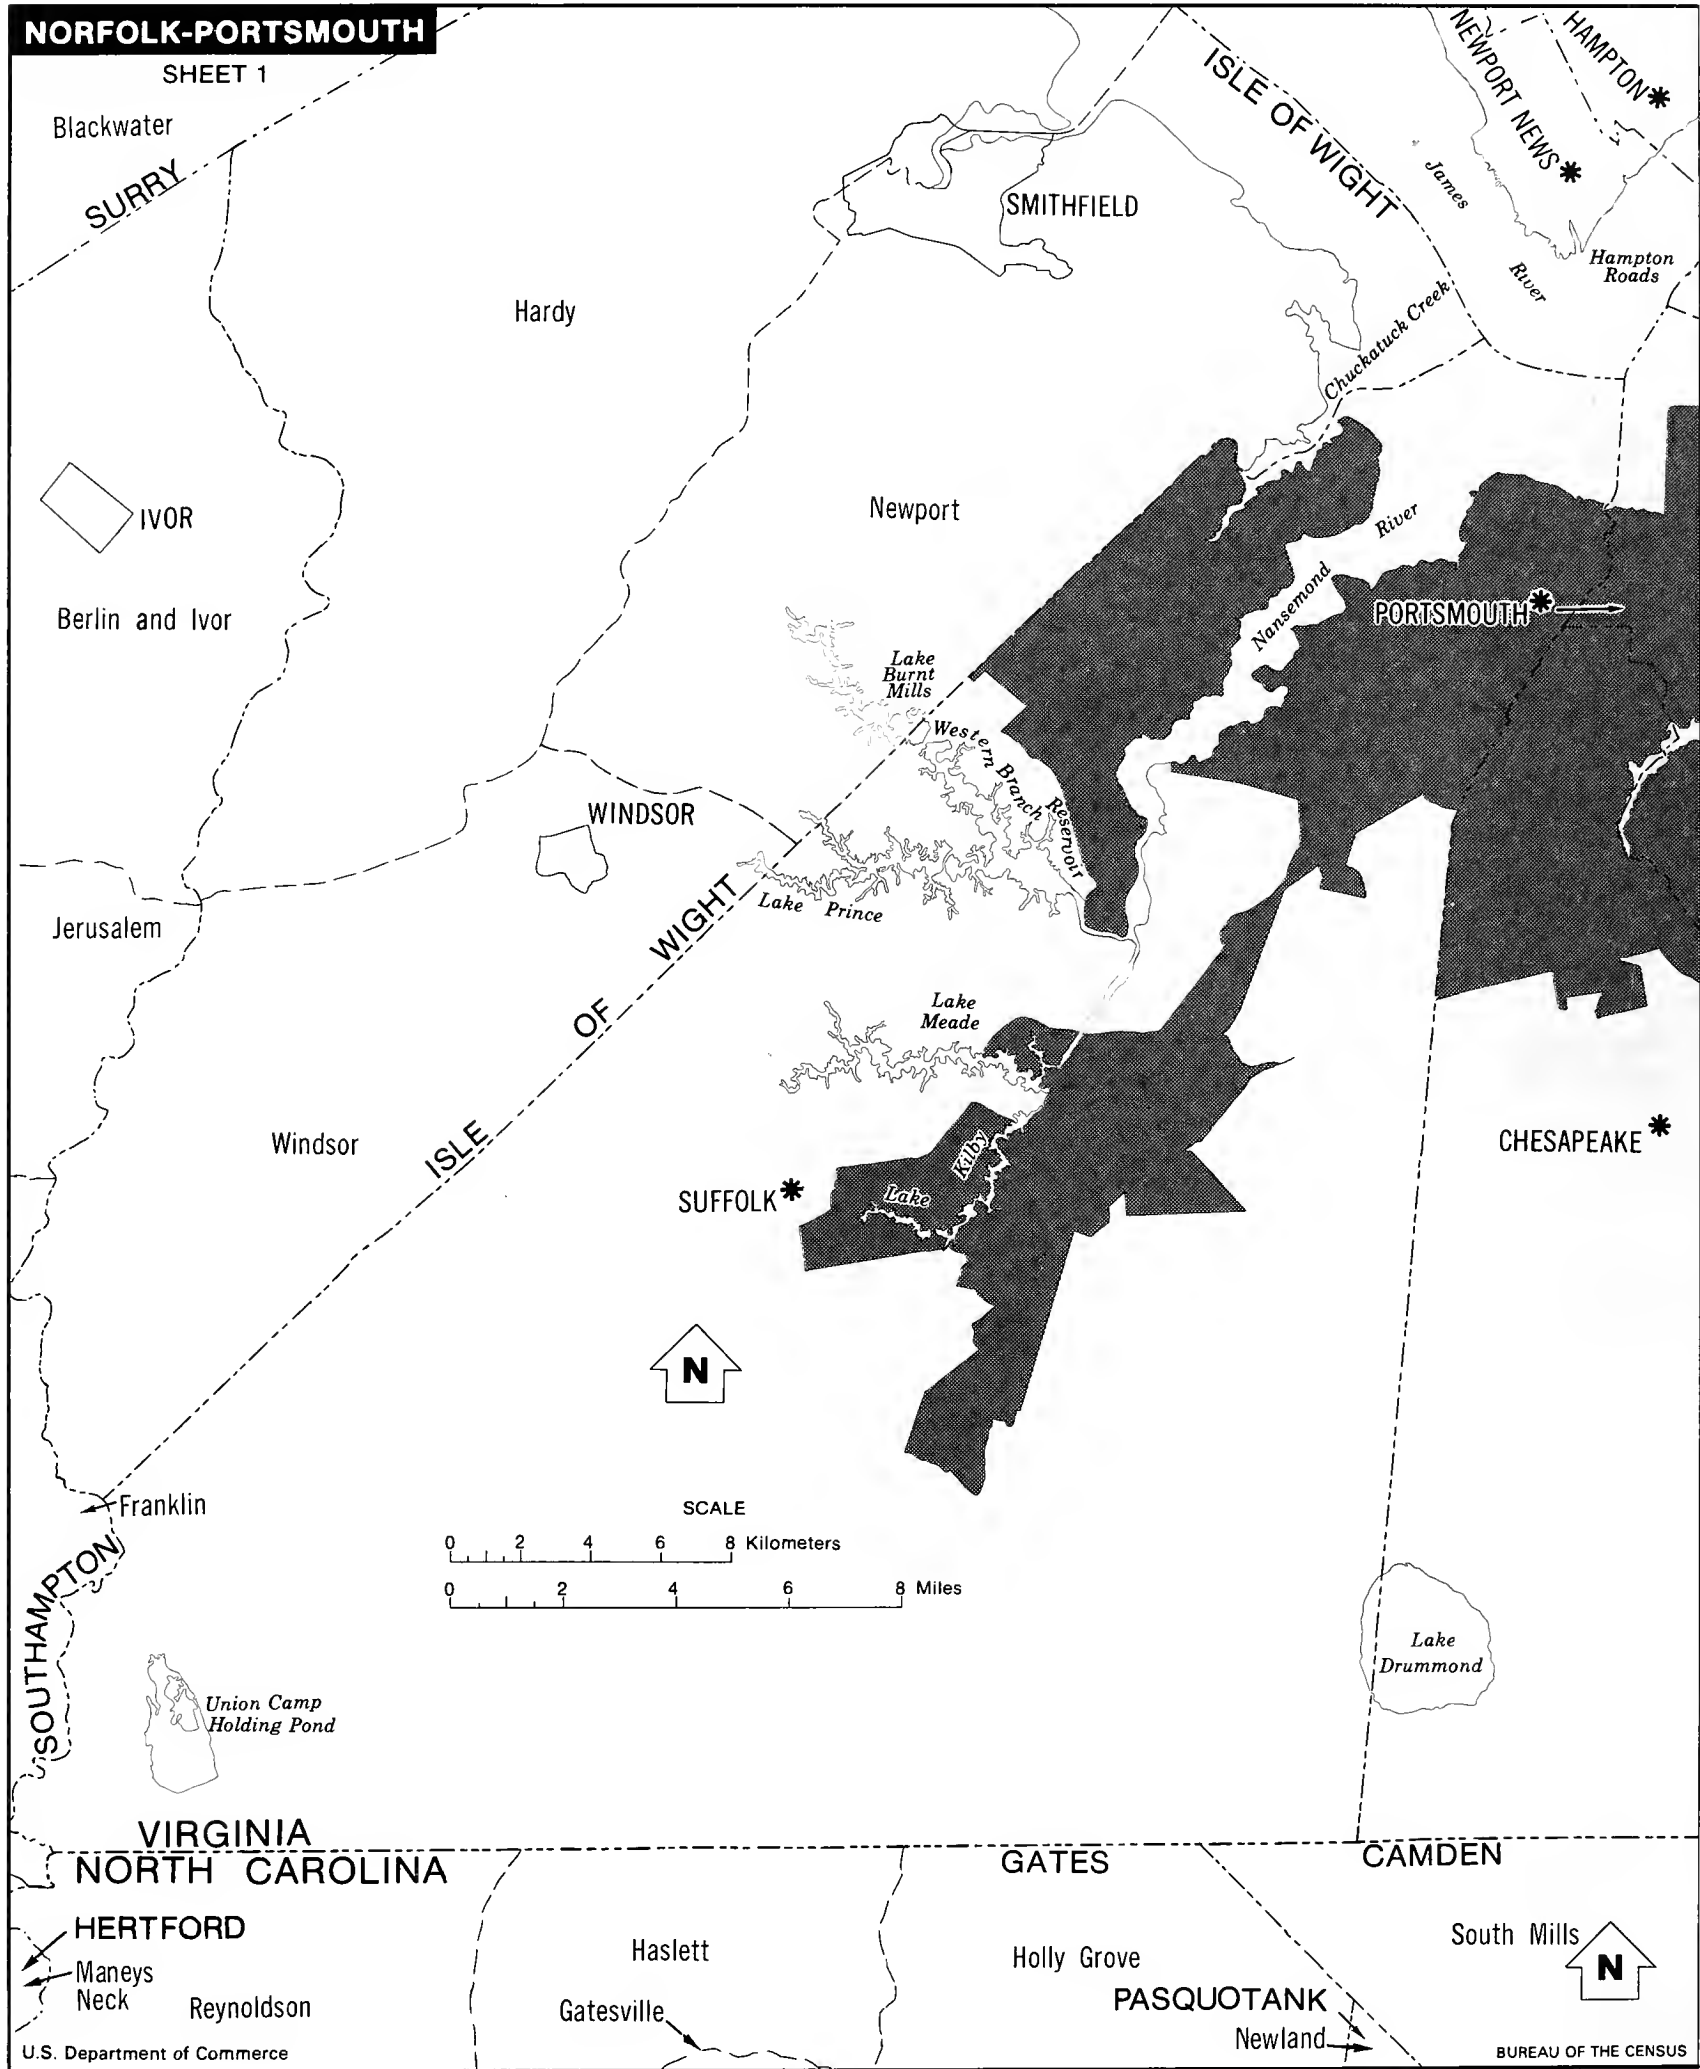 NORFOLK-PORTSMOUTH
SHEET 1
Blackwater
SURRY
ISLE OF WIGHT
NEWPORT NEWS*
HAMPTON*
James
River
Hampton
Roads
SMITHFIELD
Hardy
Chuckatuck Creek
IVOR
Newport
Nansemond River
Berlin and Ivor
PORTSMOUTH*
Lake
Burnt
Mills
Western Branch Reservoir
WINDSOR
Lake Prince
Jerusalem
ISLE OF WIGHT
Lake
Meade
Windsor
CHESAPEAKE*
Lake Kilby
SUFFOLK*
N
Franklin
SCALE
0 2 4 6 8 Kilometers
0 2 4 6 8 Miles
SOUTHAMPTON
Lake
Drummond
Union Camp
Holding Pond
VIRGINIA
NORTH CAROLINA
GATES
CAMDEN
HERTFORD
Maneys
Neck
Reynoldson
Haslett
Gatesville
Holly Grove
South Mills
N
PASQUOTANK
Newland
U.S. Department of Commerce
BUREAU OF THE CENSUS